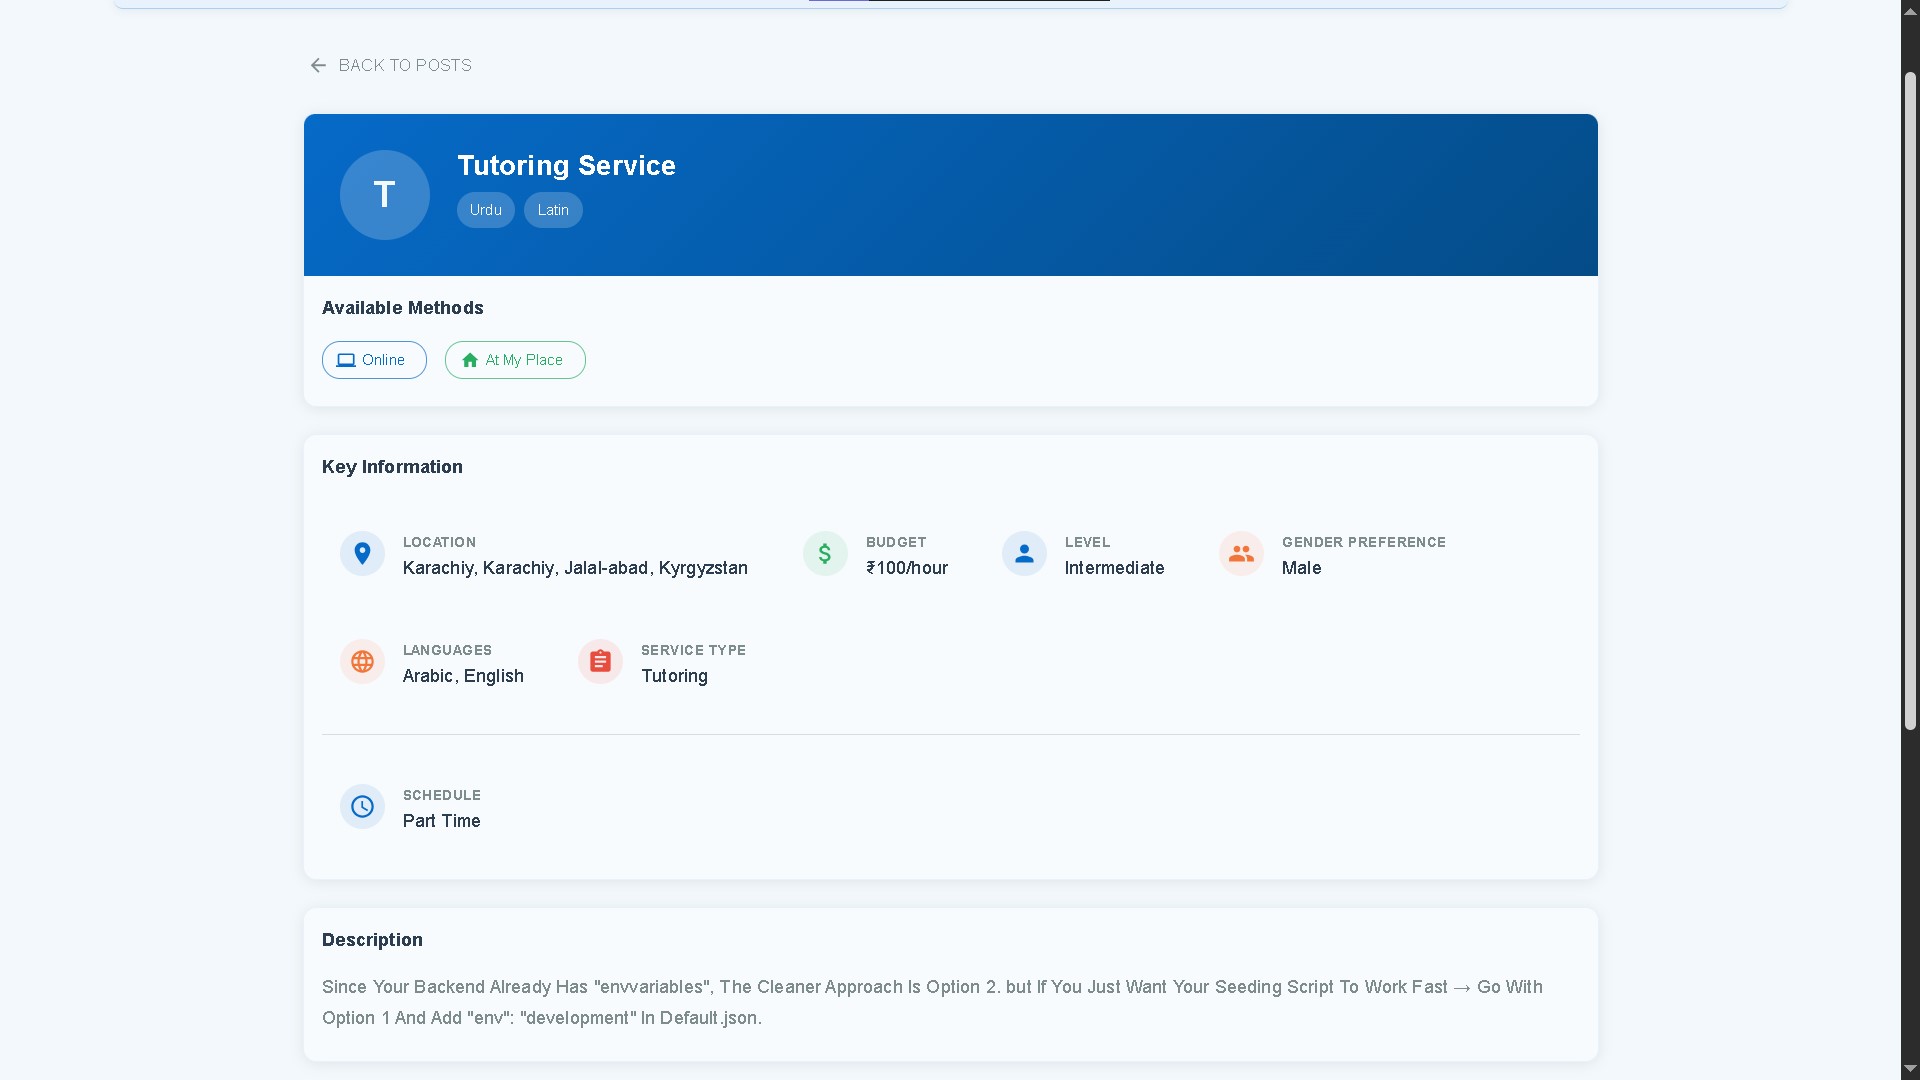 BACK TO POSTS
T
Tutoring Service
Urdu Latin
Available Methods
Online At My Place
Key Information
LOCATION BUDGET LEVEL GENDER PREFERENCE
Karachiy, Karachiy, Jalal-abad, Kyrgyzstan ₹100/hour Intermediate Male
LANGUAGES SERVICE TYPE
Arabic, English Tutoring
SCHEDULE
Part Time
Description
Since Your Backend Already Has "envvariables", The Cleaner Approach Is Option 2. but If You Just Want Your Seeding Script To Work Fast → Go With
Option 1 And Add "env": "development" In Default.json.